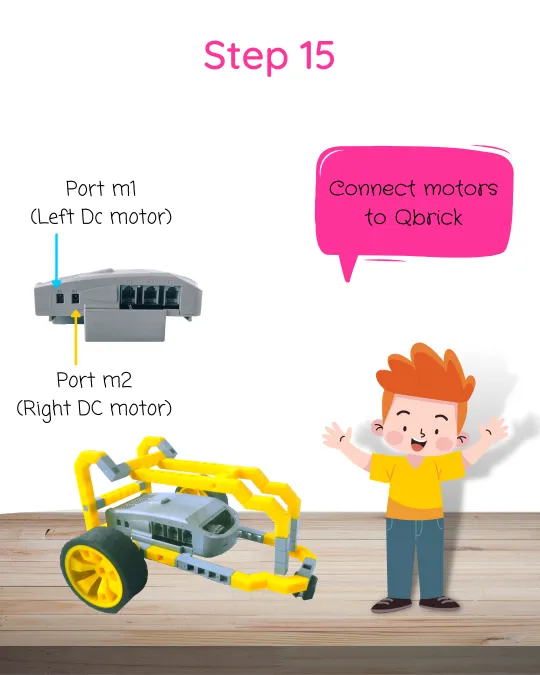 Step 15
Connect motors
to Qbrick
Port m1
(Left Dc motor)
Port m2
(Right DC motor)